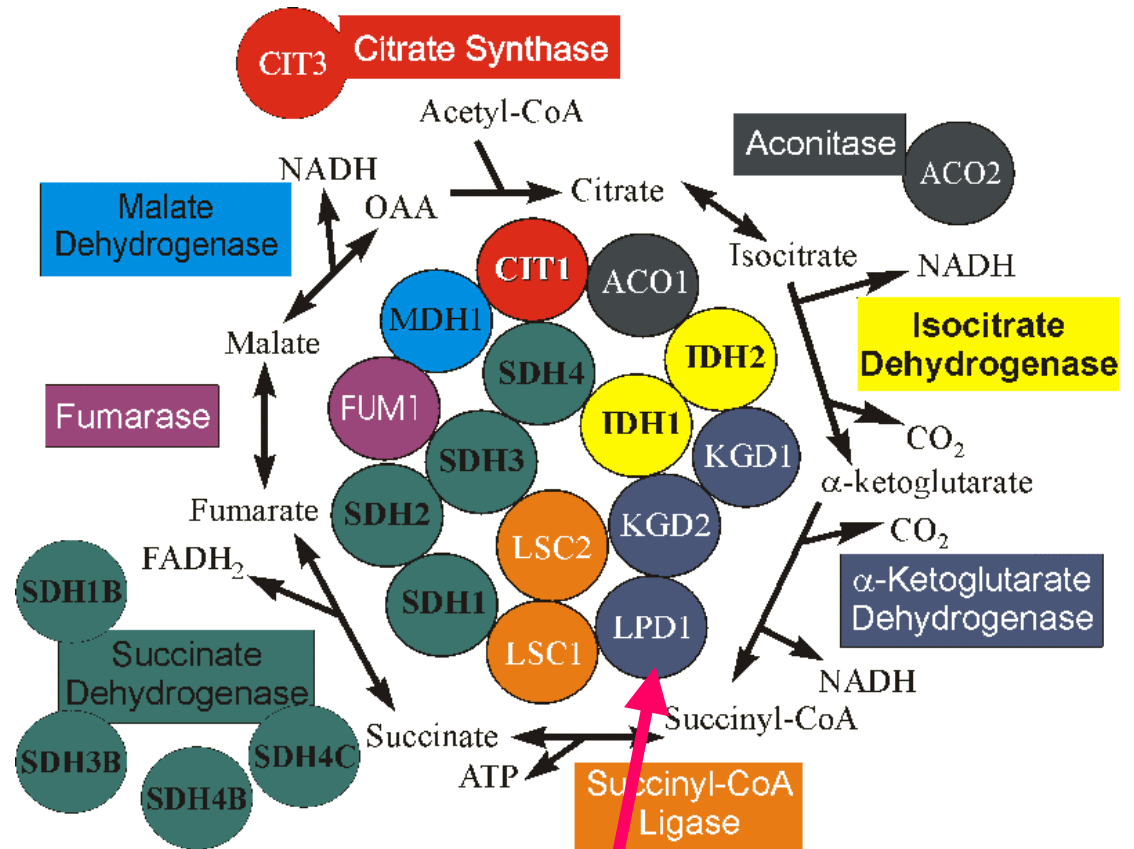 CIT3
Citrate Synthase
Acetyl-CoA
Aconitase
ACO2
NADH
OAA
Citrate
Malate
Dehydrogenase
Isocitrate
NADH
CIT1
ACO1
MDH1
Isocitrate
Dehydrogenase
Malate
SDH4
IDH2
Fumarase
FUM1
IDH1
CO2
SDH3
KGD1
α-ketoglutarate
Fumarate
SDH2
KGD2
CO2
FADH2
LSC2
α-Ketoglutarate
Dehydrogenase
SDH1B
SDH1
LPD1
LSC1
Succinate
Dehydrogenase
NADH
Succinate
Succinyl-CoA
SDH3B
SDH4C
ATP
SDH4B
Succinyl-CoA
Ligase